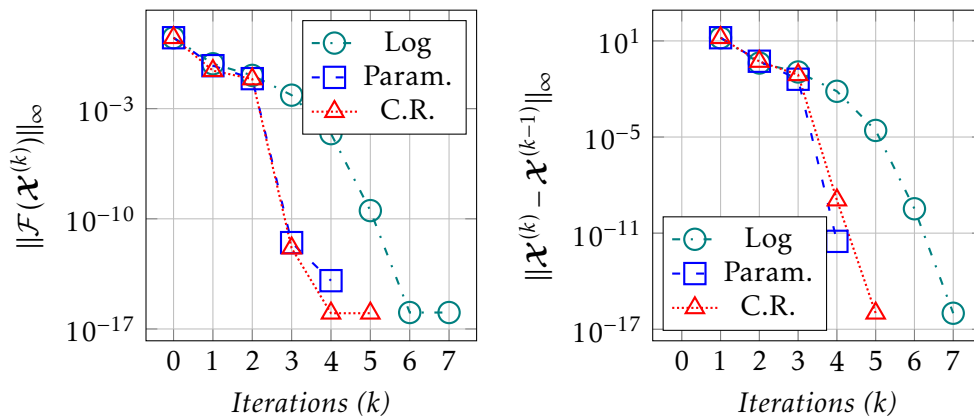 ‖𝓕(𝓧^(k))‖_∞
10^−3
10^−10
10^−17
0 1 2 3 4 5 6 7
Iterations (k)
Log
Param.
C.R.
‖𝓧^(k) − 𝓧^(k−1)‖_∞
10^1
10^−5
10^−11
10^−17
0 1 2 3 4 5 6 7
Iterations (k)
Log
Param.
C.R.